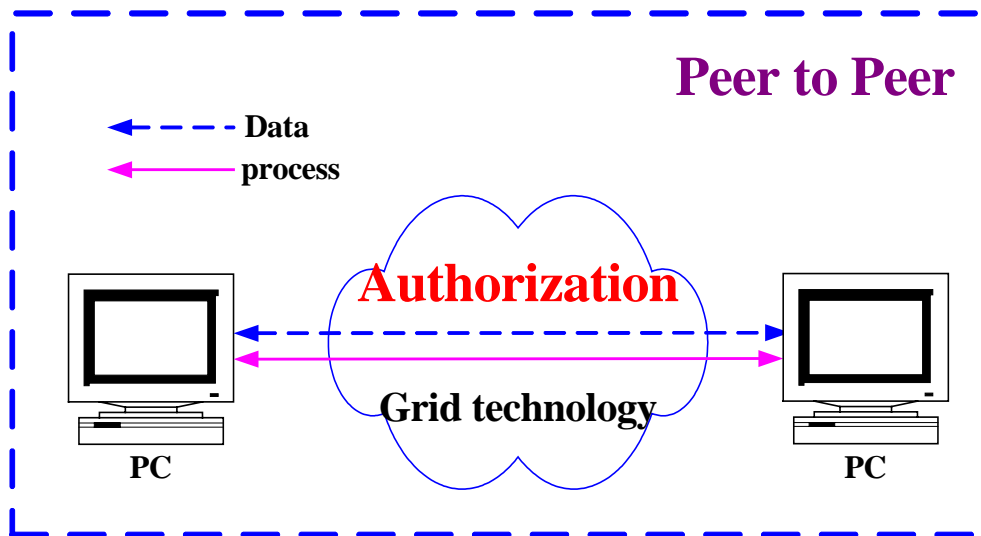 Peer to Peer
Data
process
Authorization
Grid technology
PC
PC